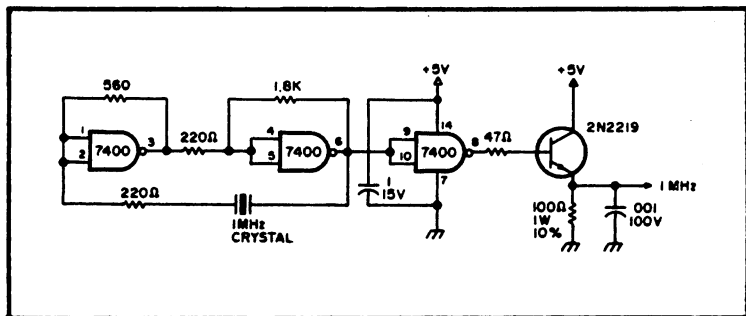 560
1
2
7400
3
220Ω
1.8K
4
5
7400
6
220Ω
1MHz
CRYSTAL
+5V
9
10
7400
14
8
7
1
15V
47Ω
+5V
2N2219
1 MHz
100Ω
1W
10%
001
100V